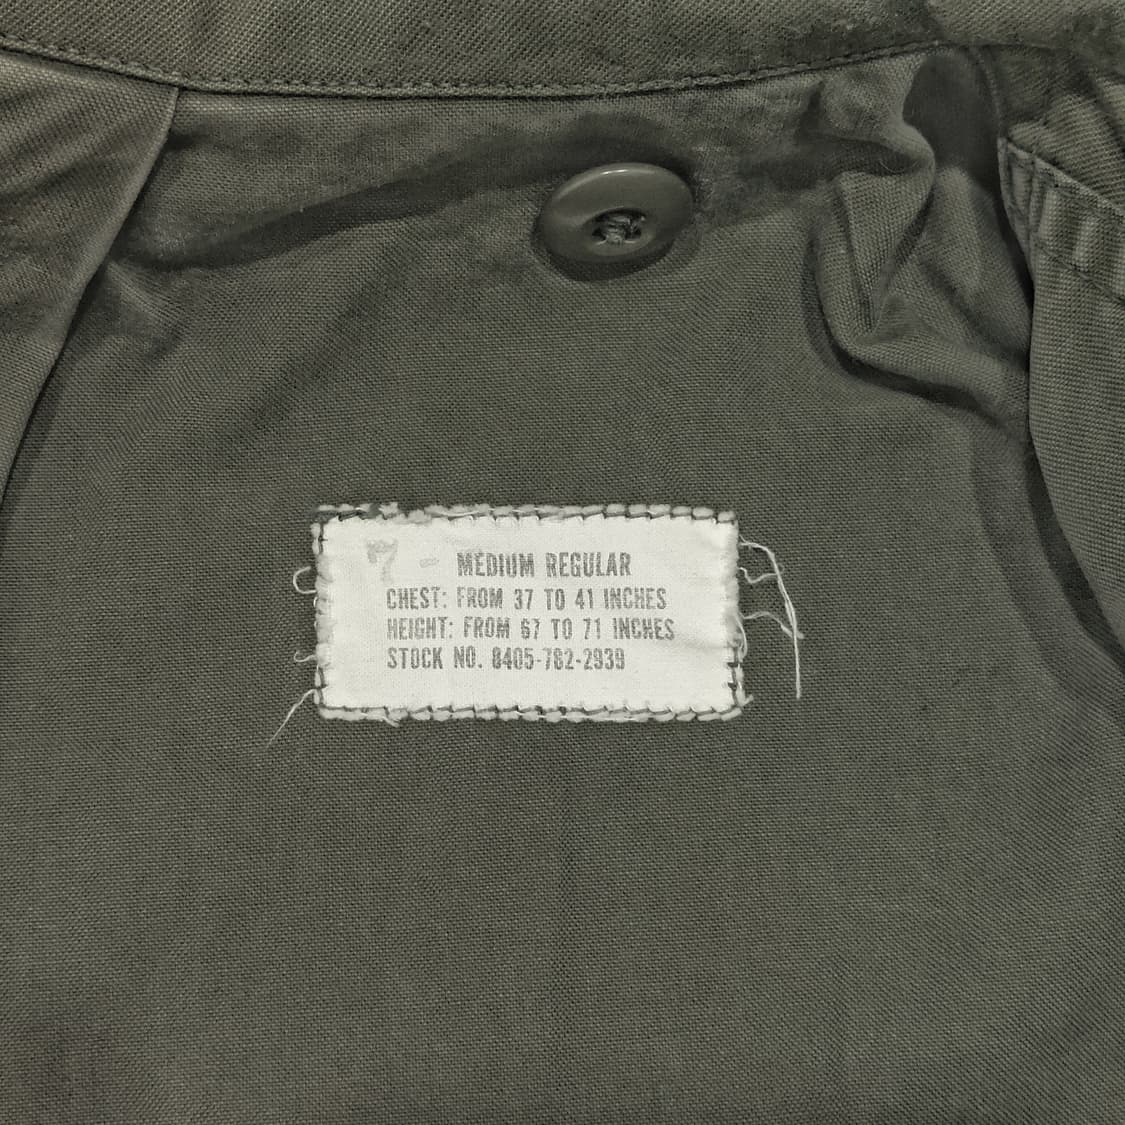 7 - MEDIUM REGULAR
CHEST: FROM 37 TO 41 INCHES
HEIGHT: FROM 67 TO 71 INCHES
STOCK NO. 8405-782-2939